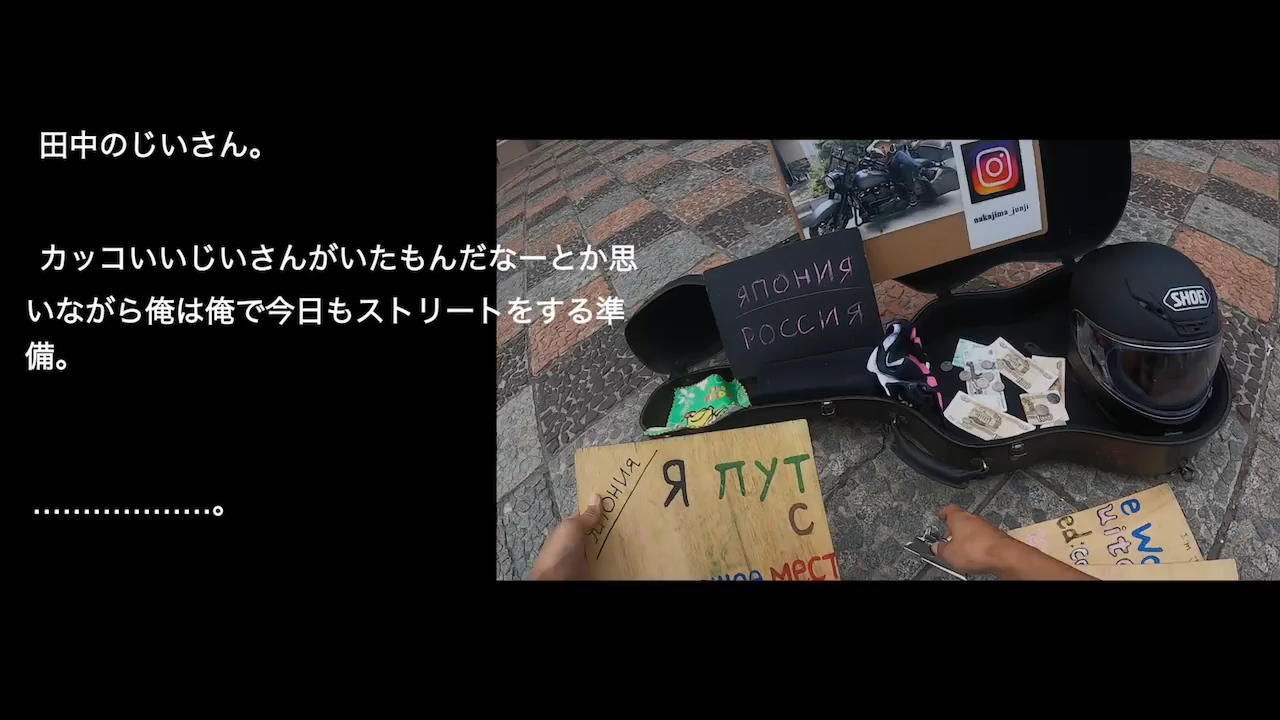 田中のじいさん。
カッコいいじいさんがいたもんだなーとか思
いながら俺は俺で今日もストリートをする準
備。
………………。
nakajima_junji
ЯПОНИЯ
РОССИЯ
SHOEI
ЯПОНИЯ
Я ПУТ
С
мест
e Wo